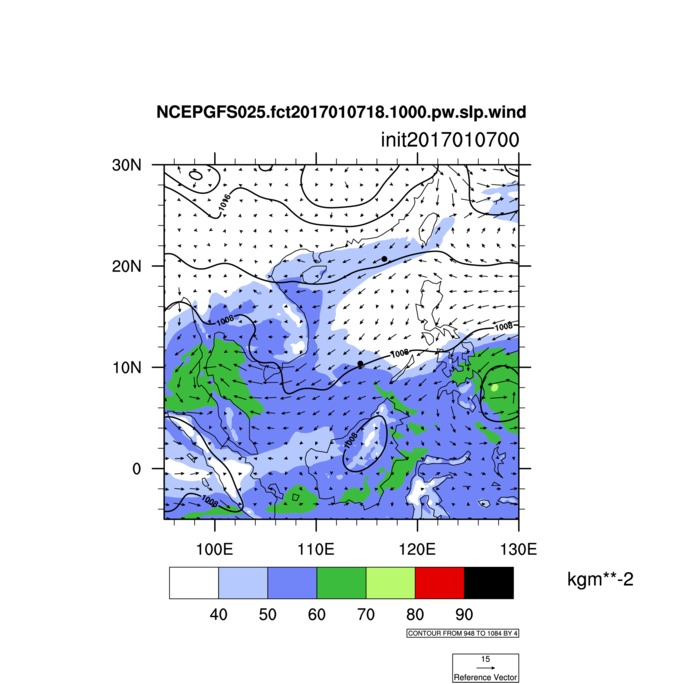 NCEPGFS025.fct2017010718.1000.pw.slp.wind
init2017010700
30N
1016
20N
1008
1008
1008
10N
1008
0
1008
100E 110E 120E 130E
kgm**-2
40 50 60 70 80 90
CONTOUR FROM 948 TO 1084 BY 4
15
Reference Vector